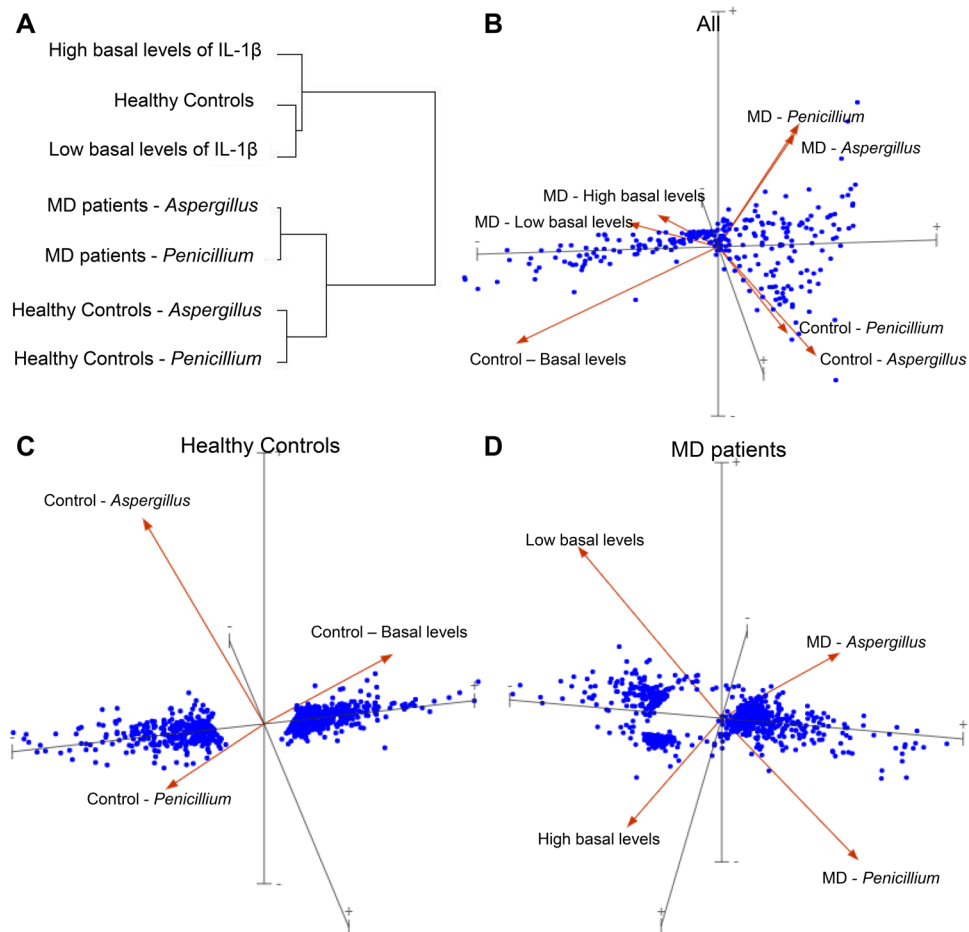 A
High basal levels of IL-1β
Healthy Controls
Low basal levels of IL-1β
MD patients - Aspergillus
MD patients - Penicillium
Healthy Controls - Aspergillus
Healthy Controls - Penicillium
B
All
+
MD - Penicillium
MD - Aspergillus
MD - High basal levels
-
MD - Low basal levels
-
+
Control - Penicillium
Control - Aspergillus
Control – Basal levels
+
-
C
Healthy Controls
+
Control - Aspergillus
-
Control – Basal levels
+
-
Control - Penicillium
-
+
D
MD patients
+
Low basal levels
-
MD - Aspergillus
-
+
High basal levels
-
MD - Penicillium
+